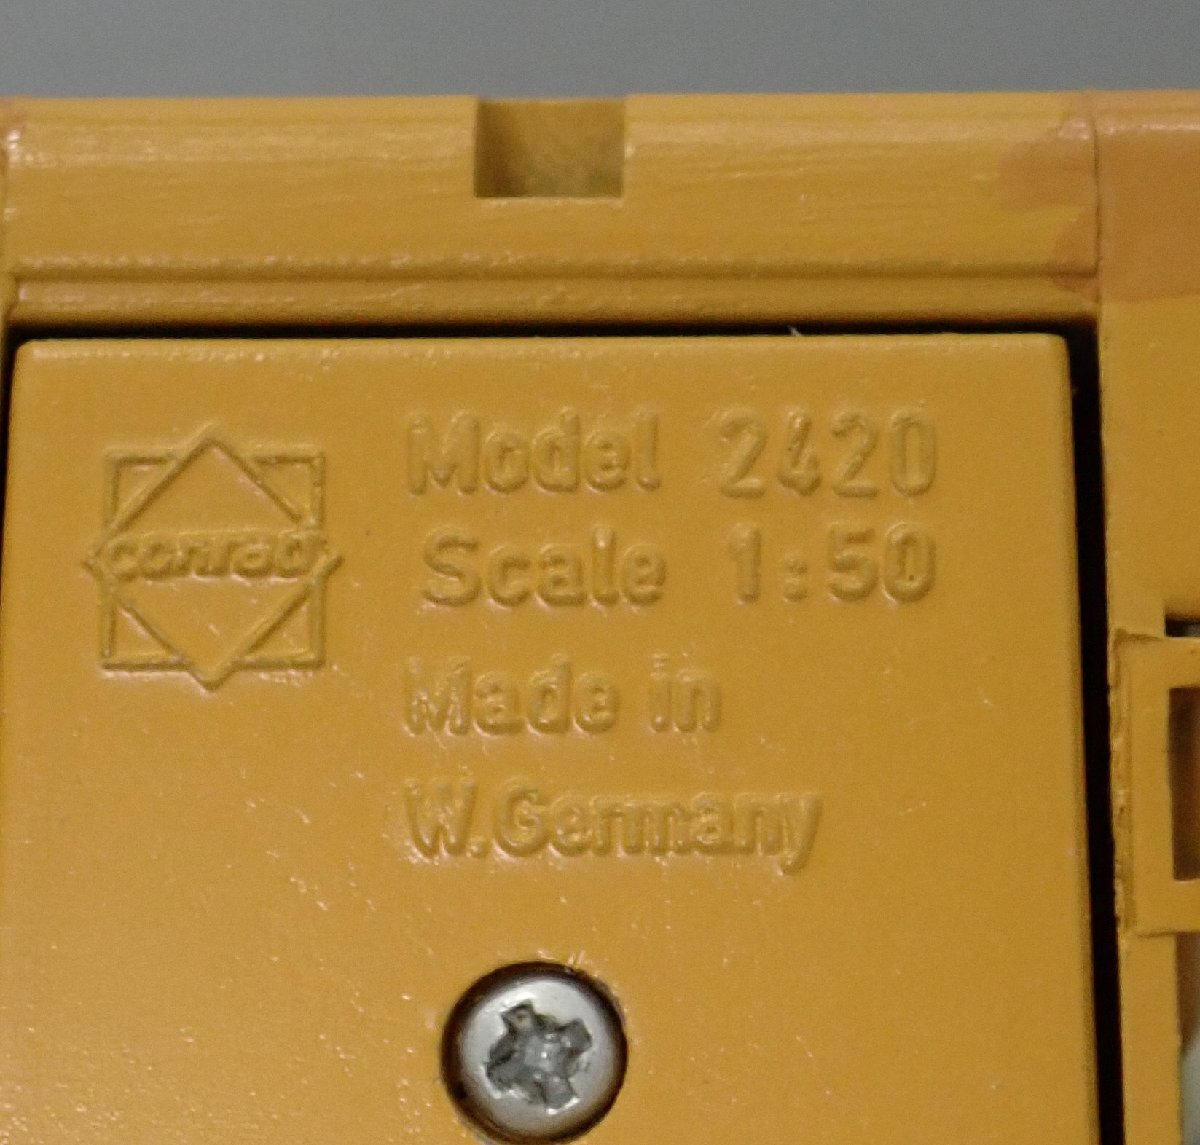 conrad
Model 2420
Scale 1:50
Made in
W.Germany